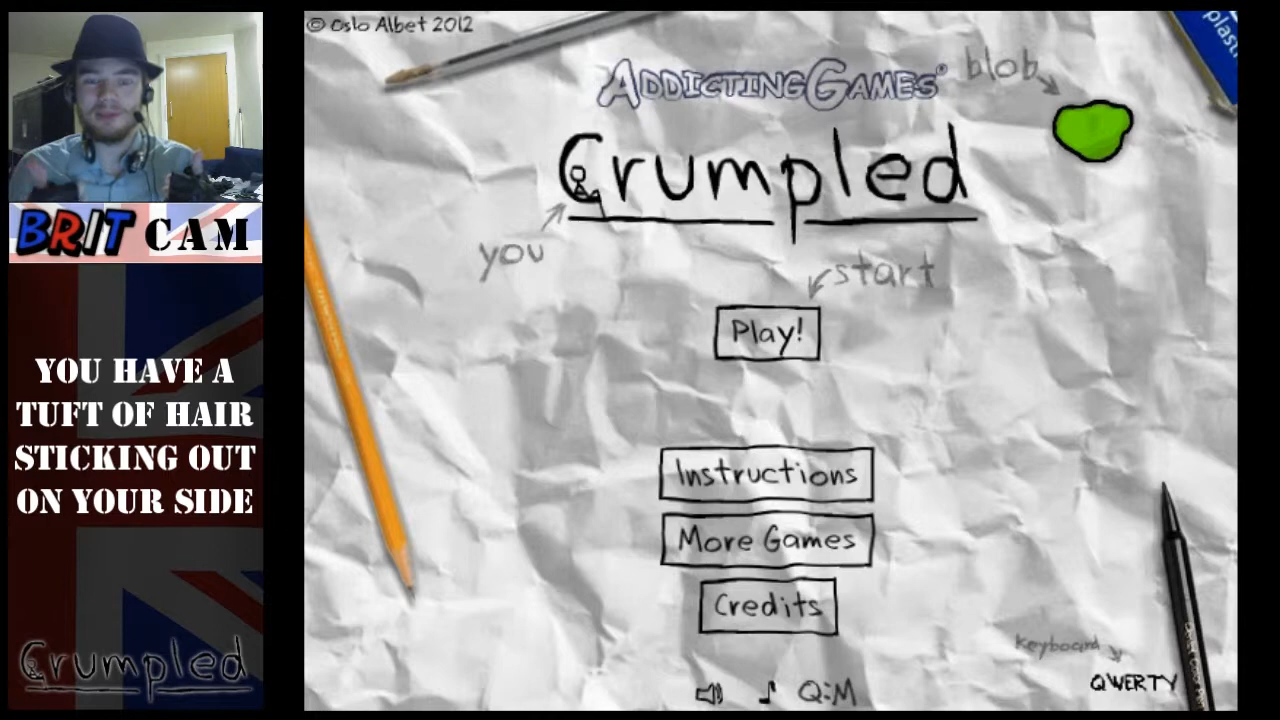 © Oslo Albet 2012
plast
ADDICTINGGAMES®
blob
Crumpled
you
start
Play!
Instructions
More Games
Credits
Q:M
Keyboard
QWERTY
BRIT CAM
YOU HAVE A
TUFT OF HAIR
STICKING OUT
ON YOUR SIDE
Crumpled